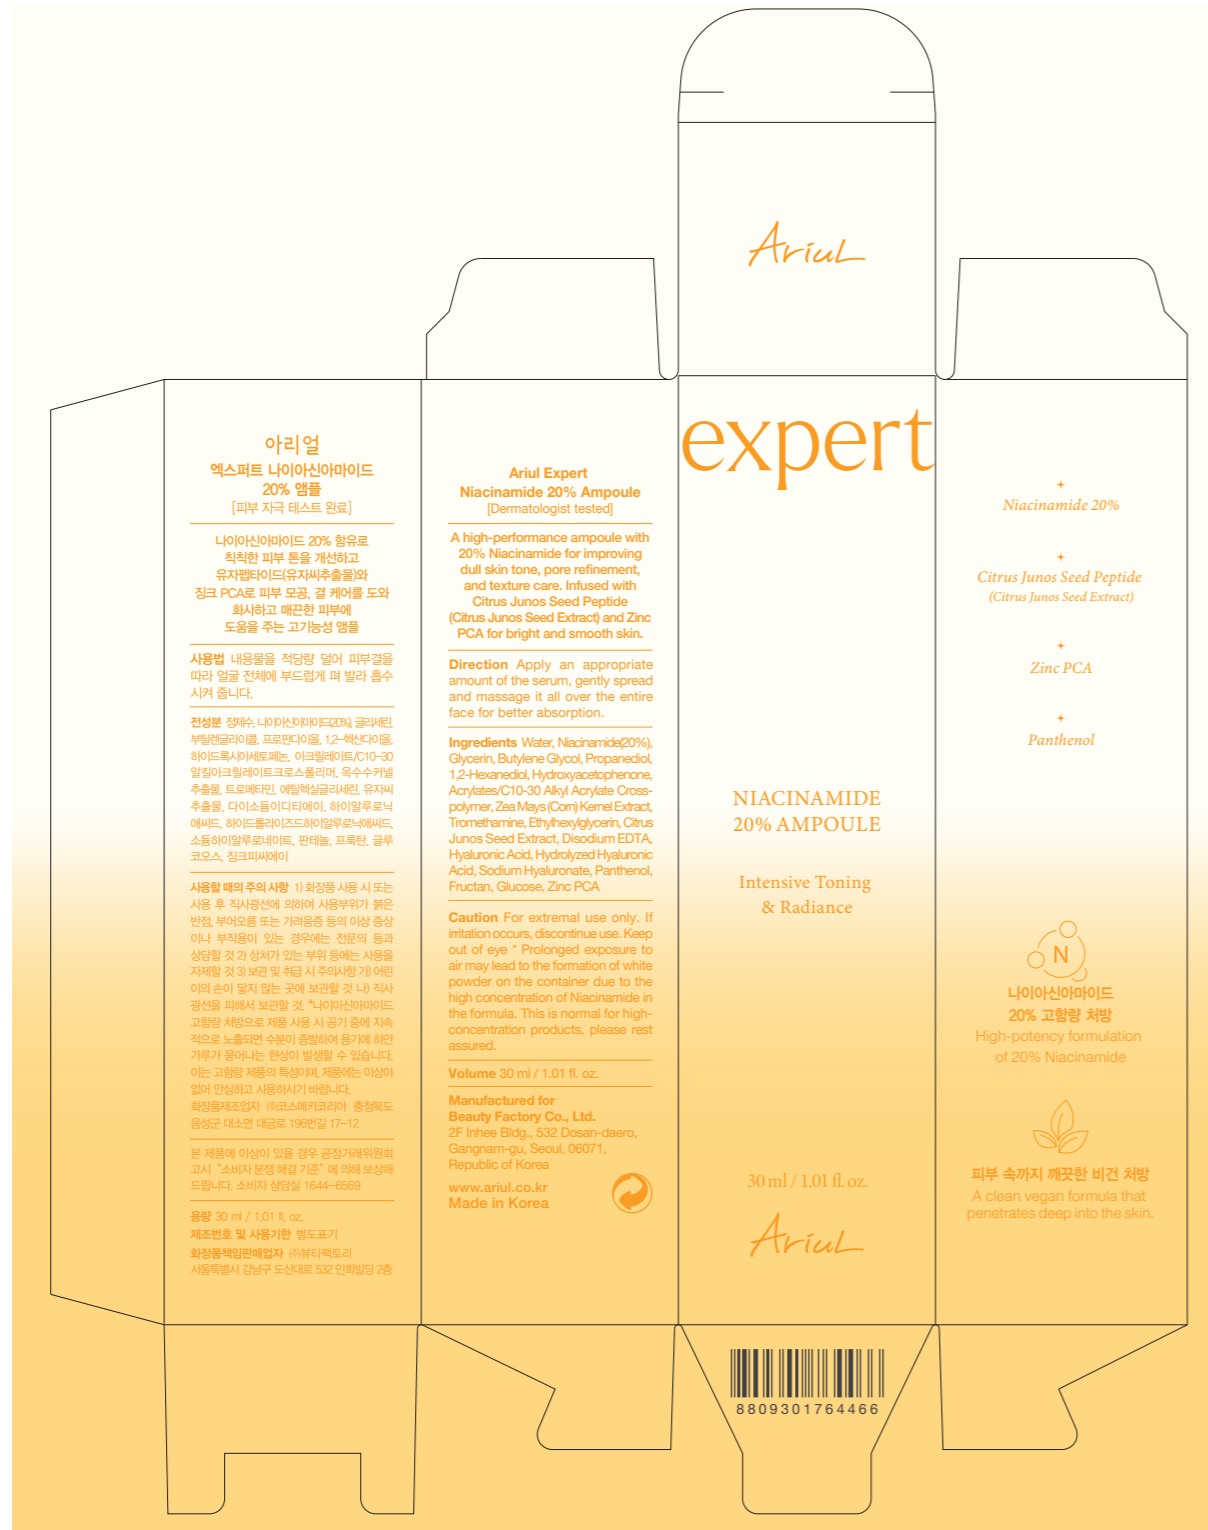 Ariul
아리얼
엑스퍼트 나이아신아마이드
20% 앰플
[피부 자극 테스트 완료]
나이아신아마이드 20% 함유로
칙칙한 피부 톤을 개선하고
유자펩타이드(유자씨추출물)와
징크 PCA로 피부 모공, 결 케어를 도와
화사하고 매끈한 피부에
도움을 주는 고기능성 앰플
사용법 내용물을 적당량 덜어 피부결을
따라 얼굴 전체에 부드럽게 펴 발라 흡수
시켜 줍니다.
전성분 정제수, 나이아신아마이드(20%), 글리세린,
부틸렌글라이콜, 프로판다이올, 1,2-헥산다이올,
하이드록시아세토페논, 아크릴레이트/C10-30
알킬아크릴레이트크로스폴리머, 옥수수커넬
추출물, 트로메타민, 에틸헥실글리세린, 유자씨
추출물, 다이소듐이디티에이, 하이알루로닉
애씨드, 하이드롤라이즈드하이알루로닉애씨드,
소듐하이알루로네이트, 판테놀, 프룩탄, 글루
코오스, 징크피씨에이
사용할 때의 주의 사항 1) 화장품 사용 시 또는
사용 후 직사광선에 의하여 사용부위가 붉은
반점, 부어오름 또는 가려움증 등의 이상 증상
이나 부작용이 있는 경우에는 전문의 등과
상담할 것 2) 상처가 있는 부위 등에는 사용을
자제할 것 3) 보관 및 취급 시 주의사항 가) 어린
이의 손이 닿지 않는 곳에 보관할 것 나) 직사
광선을 피해서 보관할 것. *나이아신아마이드
고함량 처방으로 제품 사용 시 공기 중에 지속
적으로 노출되면 수분이 증발하여 용기에 하얀
가루가 묻어나는 현상이 발생할 수 있습니다.
이는 고함량 제품의 특성이며, 제품에는 이상이
없어 안심하고 사용하시기 바랍니다.
화장품제조업자 ㈜코스메카코리아 충청북도
음성군 대소면 대금로 196번길 17-12
본 제품에 이상이 있을 경우 공정거래위원회
고시 “소비자 분쟁 해결 기준” 에 의해 보상해
드립니다. 소비자 상담실 1644-6569
용량 30 ml / 1.01 fl. oz.
제조번호 및 사용기한 별도표기
화장품책임판매업자 ㈜뷰티팩토리
서울특별시 강남구 도산대로 532 인희빌딩 2층
Ariul Expert
Niacinamide 20% Ampoule
[Dermatologist tested]
A high-performance ampoule with
20% Niacinamide for improving
dull skin tone, pore refinement,
and texture care. Infused with
Citrus Junos Seed Peptide
(Citrus Junos Seed Extract) and Zinc
PCA for bright and smooth skin.
Direction Apply an appropriate
amount of the serum, gently spread
and massage it all over the entire
face for better absorption.
Ingredients Water, Niacinamide(20%),
Glycerin, Butylene Glycol, Propanediol,
1,2-Hexanediol, Hydroxyacetophenone,
Acrylates/C10-30 Alkyl Acrylate Cross-
polymer, Zea Mays (Corn) Kernel Extract,
Tromethamine, Ethylhexylglycerin, Citrus
Junos Seed Extract, Disodium EDTA,
Hyaluronic Acid, Hydrolyzed Hyaluronic
Acid, Sodium Hyaluronate, Panthenol,
Fructan, Glucose, Zinc PCA
Caution For extremal use only. If
irritation occurs, discontinue use. Keep
out of eye * Prolonged exposure to
air may lead to the formation of white
powder on the container due to the
high concentration of Niacinamide in
the formula. This is normal for high-
concentration products, please rest
assured.
Volume 30 ml / 1.01 fl. oz.
Manufactured for
Beauty Factory Co., Ltd.
2F Inhee Bldg., 532 Dosan-daero,
Gangnam-gu, Seoul, 06071,
Republic of Korea
www.ariul.co.kr
Made in Korea
expert
NIACINAMIDE
20% AMPOULE
Intensive Toning
& Radiance
30 ml / 1.01 fl. oz.
Ariul
8809301764466
Niacinamide 20%
Citrus Junos Seed Peptide
(Citrus Junos Seed Extract)
Zinc PCA
Panthenol
N
나이아신아마이드
20% 고함량 처방
High-potency formulation
of 20% Niacinamide
피부 속까지 깨끗한 비건 처방
A clean vegan formula that
penetrates deep into the skin.